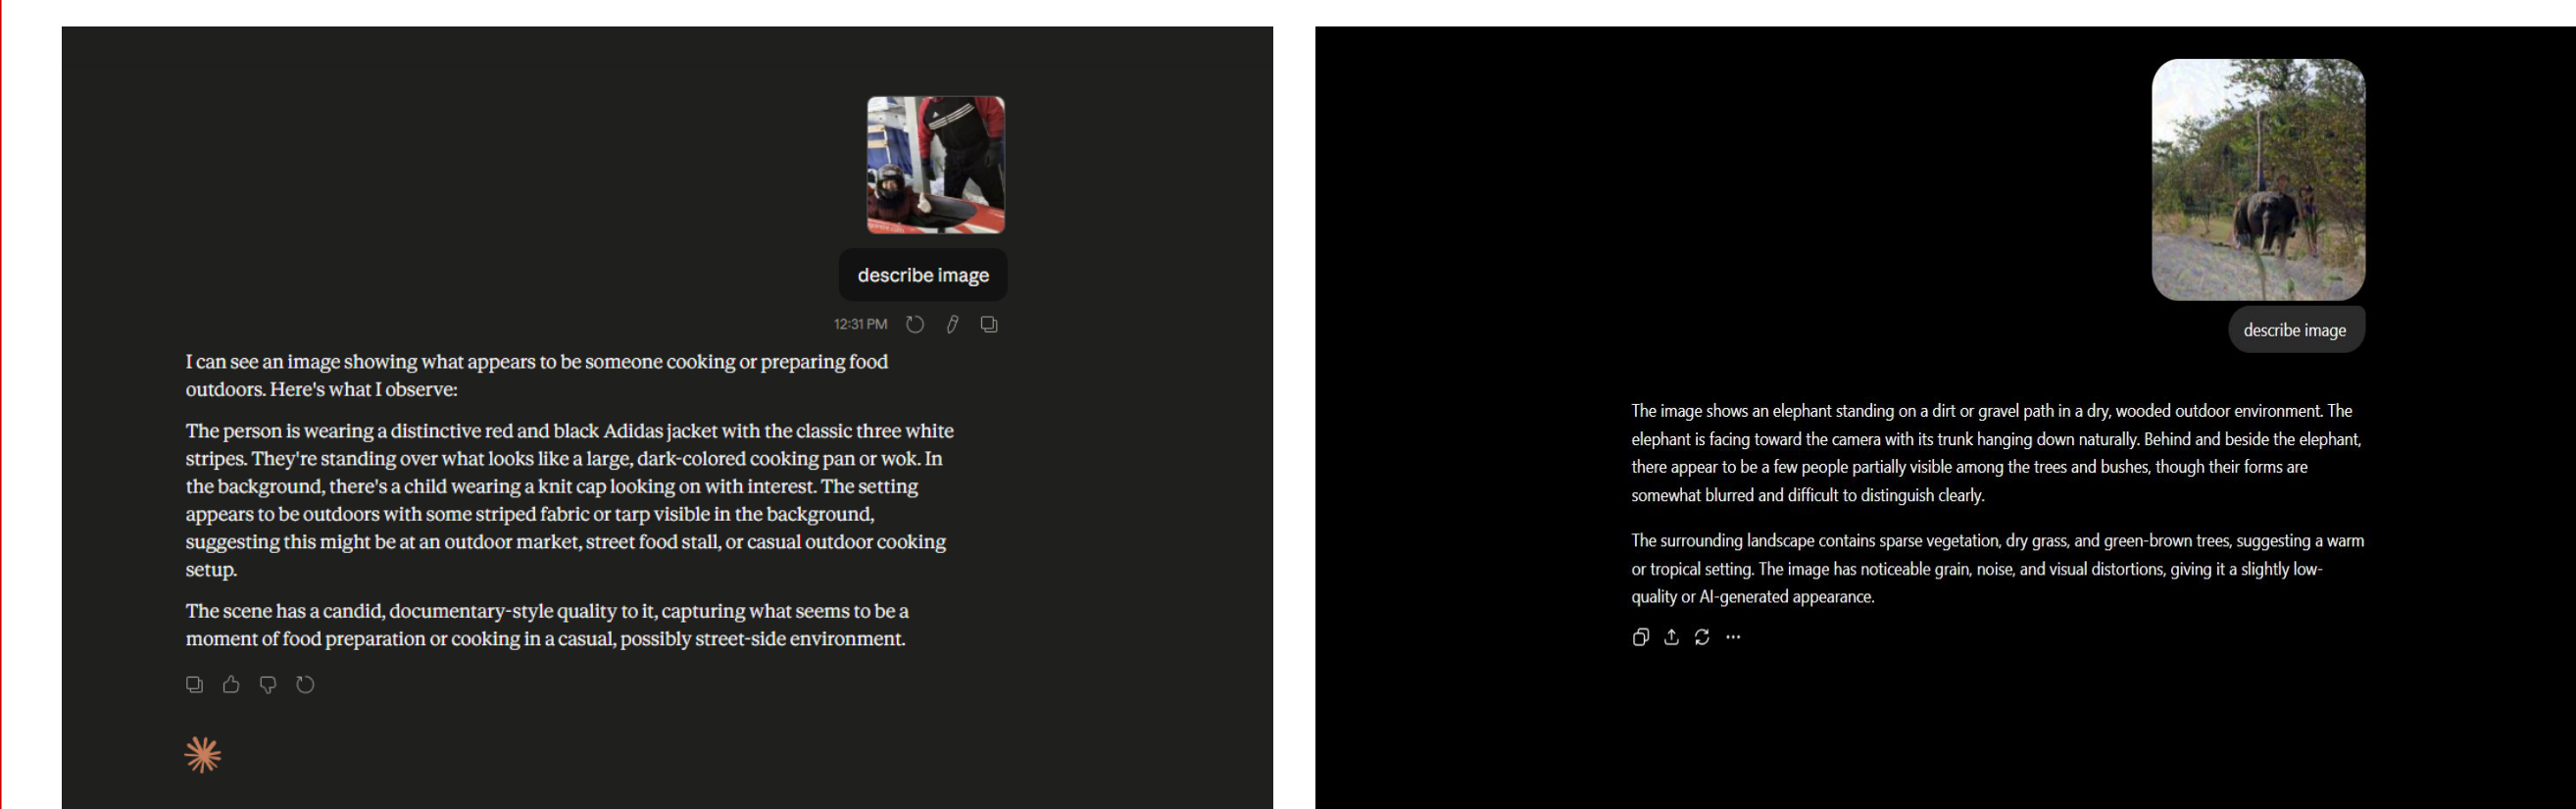 describe image
12:31 PM
I can see an image showing what appears to be someone cooking or preparing food
outdoors. Here's what I observe:
The person is wearing a distinctive red and black Adidas jacket with the classic three white
stripes. They're standing over what looks like a large, dark-colored cooking pan or wok. In
the background, there's a child wearing a knit cap looking on with interest. The setting
appears to be outdoors with some striped fabric or tarp visible in the background,
suggesting this might be at an outdoor market, street food stall, or casual outdoor cooking
setup.
The scene has a candid, documentary-style quality to it, capturing what seems to be a
moment of food preparation or cooking in a casual, possibly street-side environment.
describe image
The image shows an elephant standing on a dirt or gravel path in a dry, wooded outdoor environment. The
elephant is facing toward the camera with its trunk hanging down naturally. Behind and beside the elephant,
there appear to be a few people partially visible among the trees and bushes, though their forms are
somewhat blurred and difficult to distinguish clearly.
The surrounding landscape contains sparse vegetation, dry grass, and green-brown trees, suggesting a warm
or tropical setting. The image has noticeable grain, noise, and visual distortions, giving it a slightly low-
quality or AI-generated appearance.